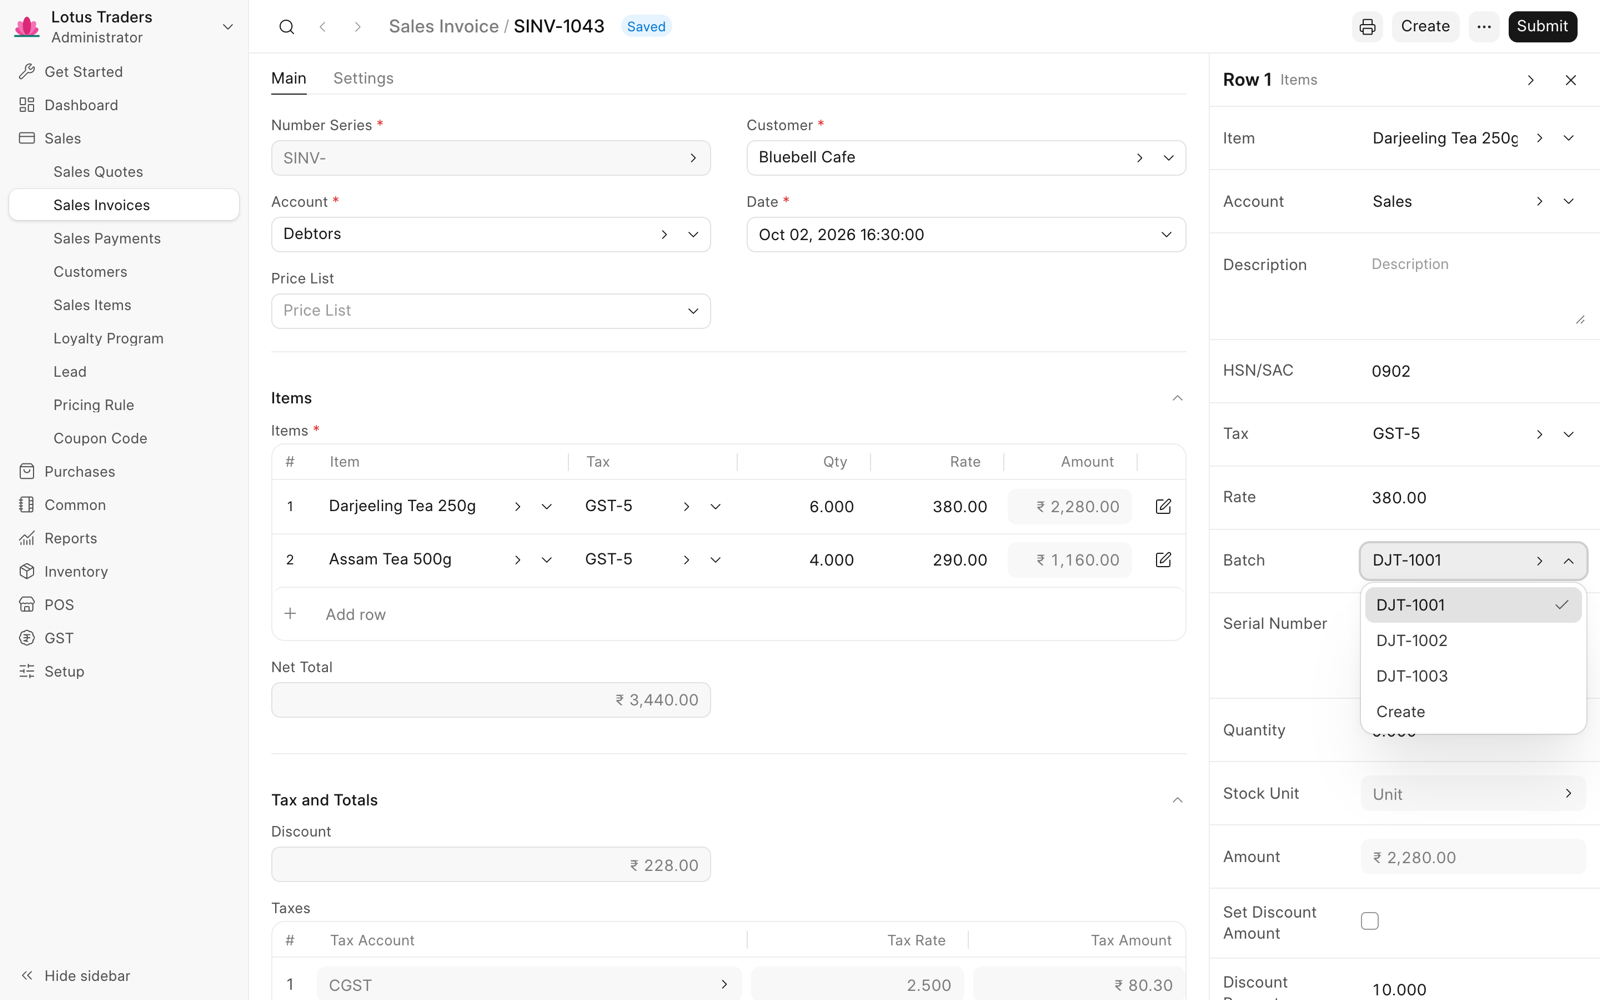 Lotus Traders
Administrator
Get Started
Dashboard
Sales
Sales Quotes
Sales Invoices
Sales Payments
Customers
Sales Items
Loyalty Program
Lead
Pricing Rule
Coupon Code
Purchases
Common
Reports
Inventory
POS
GST
Setup
Hide sidebar
Sales Invoice / SINV-1043 Saved
Create
Submit
Main Settings
Number Series *
SINV-
Customer *
Bluebell Cafe
Account *
Debtors
Date *
Oct 02, 2026 16:30:00
Price List
Price List
Items
Items *
# Item Tax Qty Rate Amount
1 Darjeeling Tea 250g GST-5 6.000 380.00 ₹ 2,280.00
2 Assam Tea 500g GST-5 4.000 290.00 ₹ 1,160.00
+ Add row
Net Total
₹ 3,440.00
Tax and Totals
Discount
₹ 228.00
Taxes
# Tax Account Tax Rate Tax Amount
1 CGST 2.500 ₹ 80.30
Row 1 Items
Item Darjeeling Tea 250g
Account Sales
Description Description
HSN/SAC 0902
Tax GST-5
Rate 380.00
Batch DJT-1001
DJT-1001
DJT-1002
DJT-1003
Create
Serial Number
Quantity
Stock Unit Unit
Amount ₹ 2,280.00
Set Discount
Amount
Discount
10.000